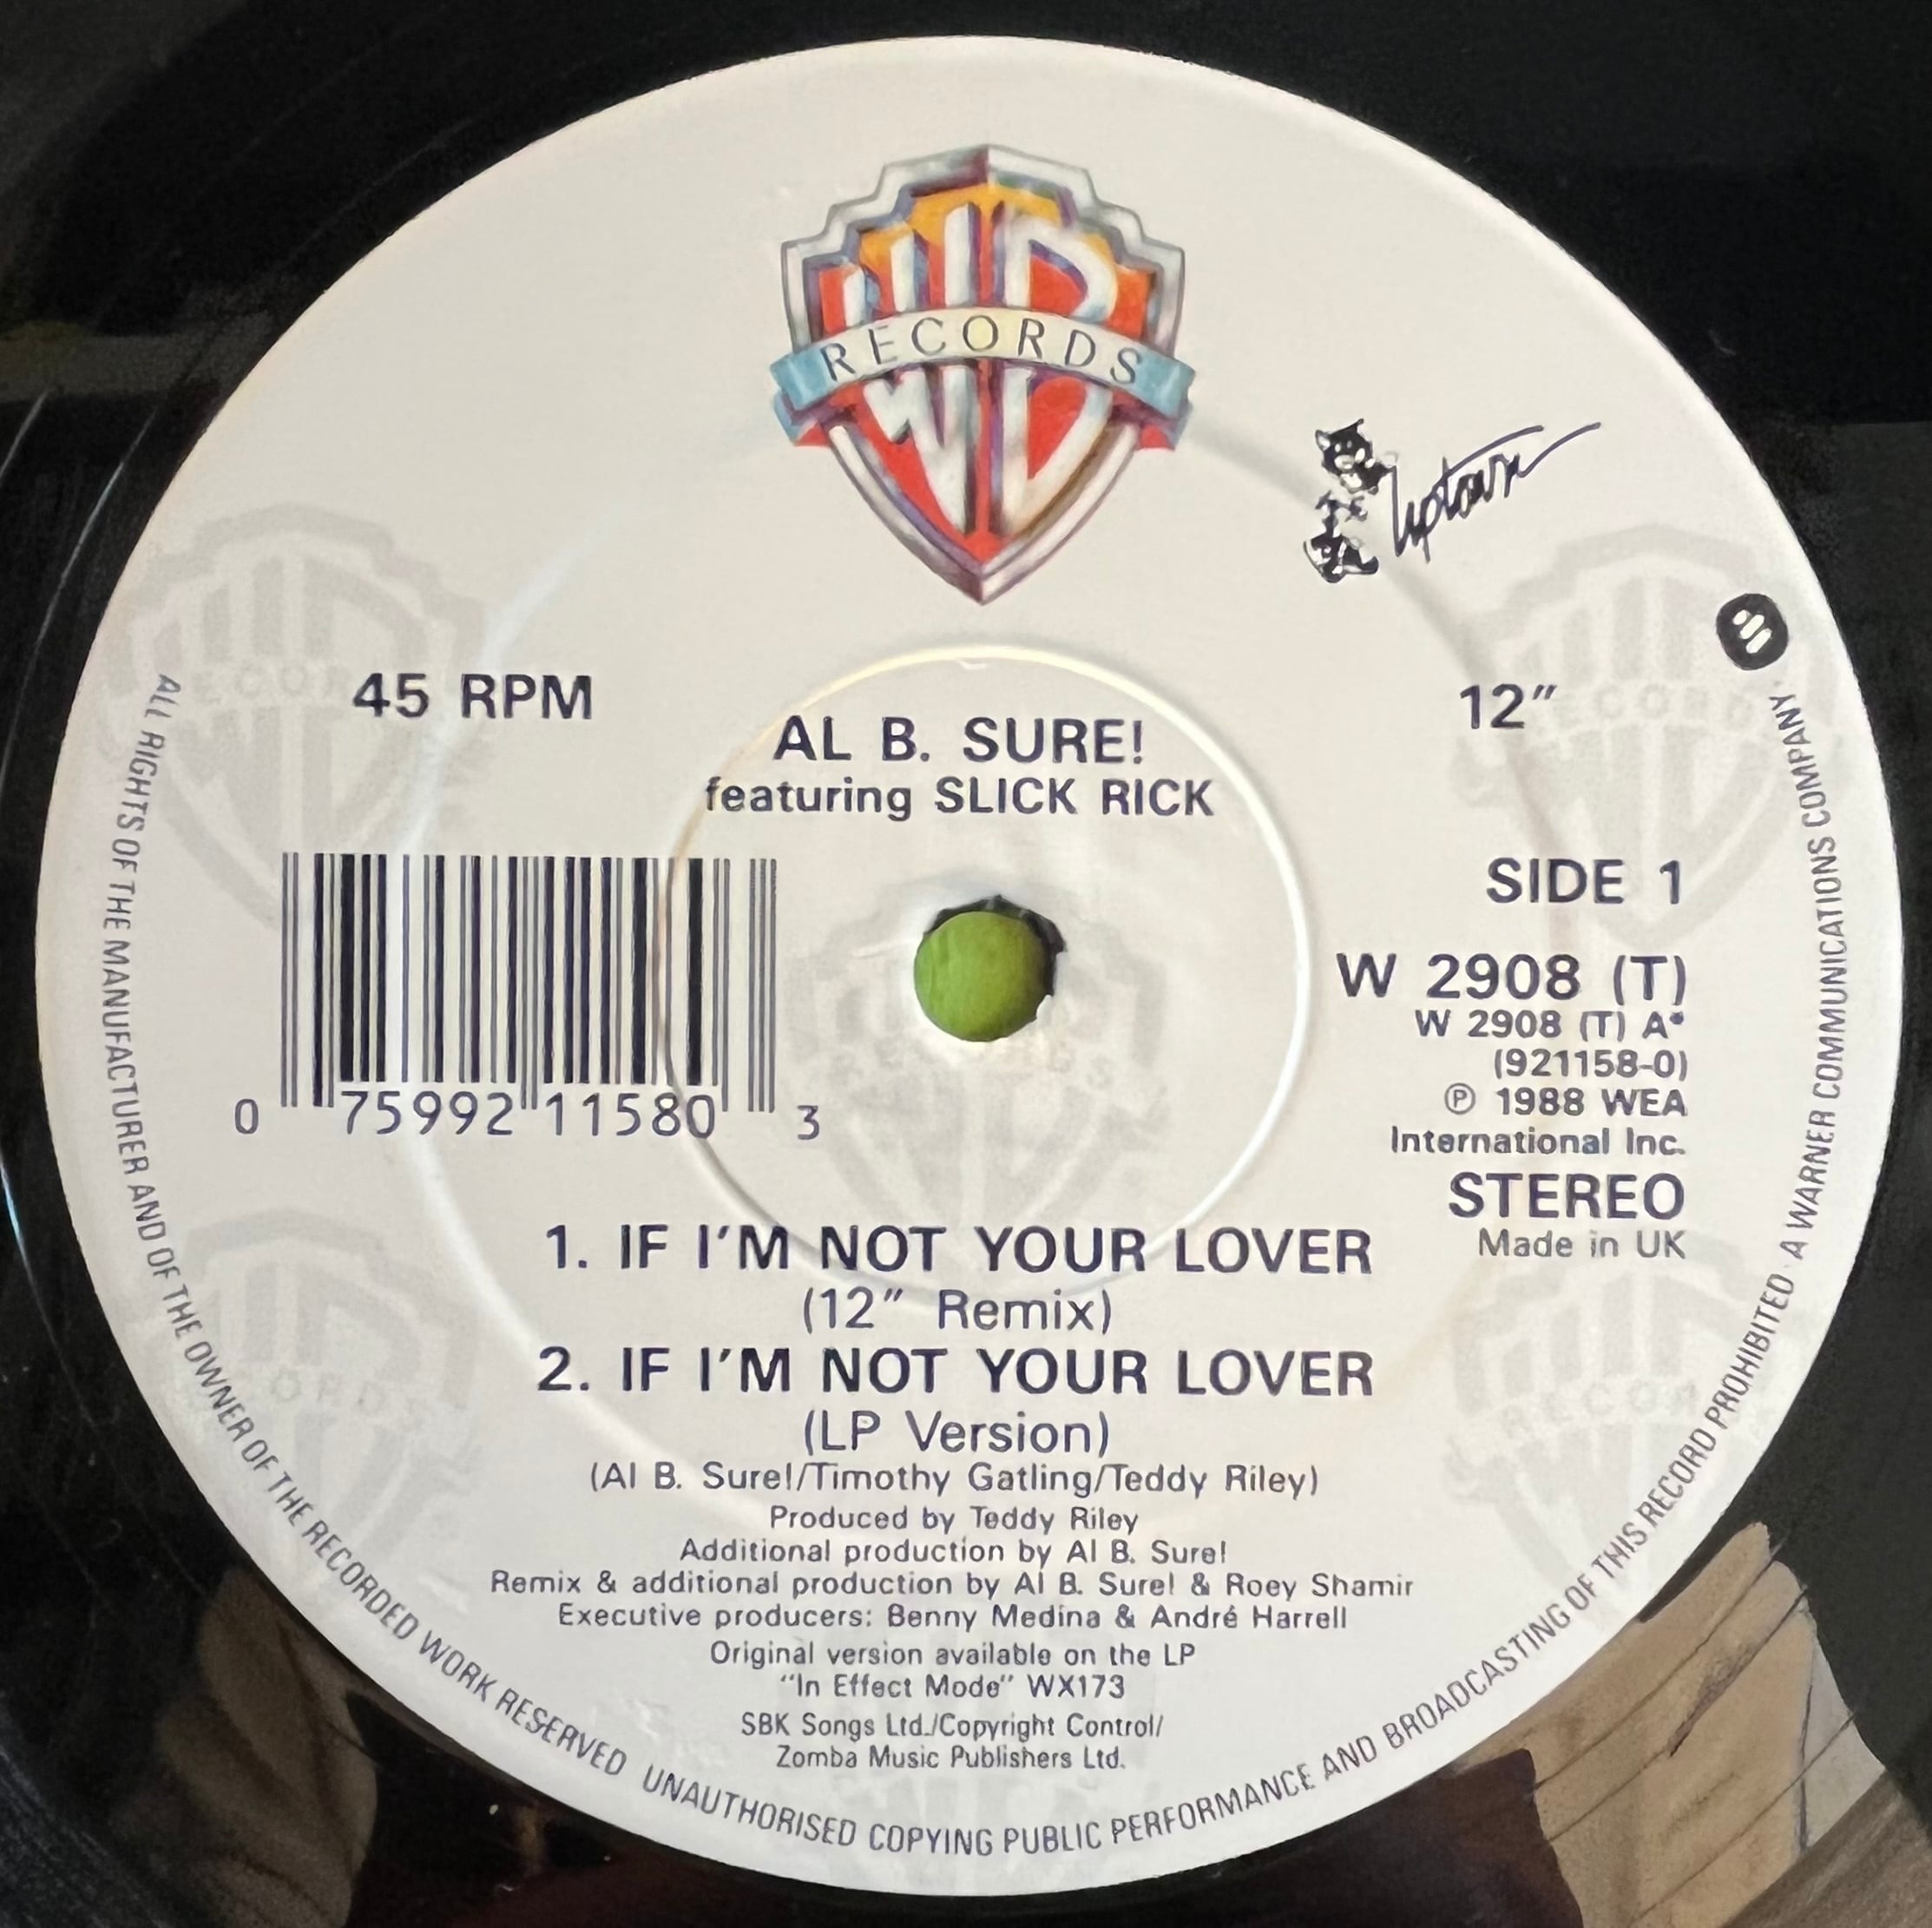 WB
RECORDS
Uptown
45 RPM
12"
AL B. SURE!
featuring SLICK RICK
SIDE 1
W 2908 (T)
W 2908 (T) A*
(921158-0)
℗ 1988 WEA
International Inc.
STEREO
Made in UK
0 75992 11580 3
1. IF I'M NOT YOUR LOVER
(12" Remix)
2. IF I'M NOT YOUR LOVER
(LP Version)
(Al B. Sure!/Timothy Gatling/Teddy Riley)
Produced by Teddy Riley
Additional production by Al B. Sure!
Remix & additional production by Al B. Sure! & Roey Shamir
Executive producers: Benny Medina & André Harrell
Original version available on the LP
"In Effect Mode" WX173
SBK Songs Ltd./Copyright Control/
Zomba Music Publishers Ltd.
ALL RIGHTS OF THE MANUFACTURER AND OF THE OWNER OF THE RECORDED WORK RESERVED UNAUTHORISED COPYING PUBLIC PERFORMANCE AND BROADCASTING OF THIS RECORD PROHIBITED · A WARNER COMMUNICATIONS COMPANY.